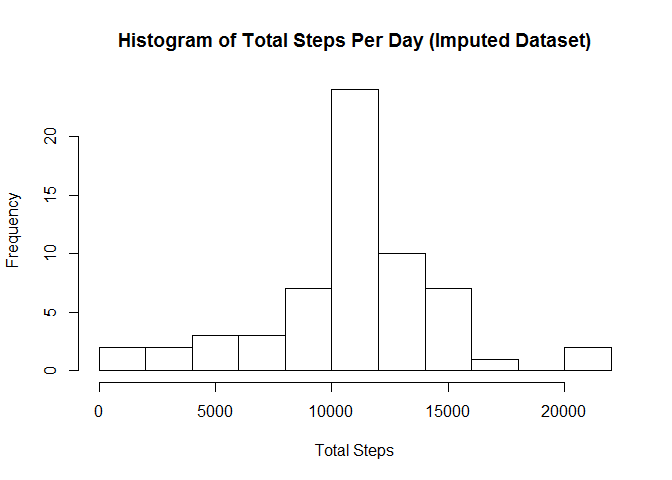 Histogram of Total Steps Per Day (Imputed Dataset)
Frequency
20
15
10
5
0
0 5000 10000 15000 20000
Total Steps